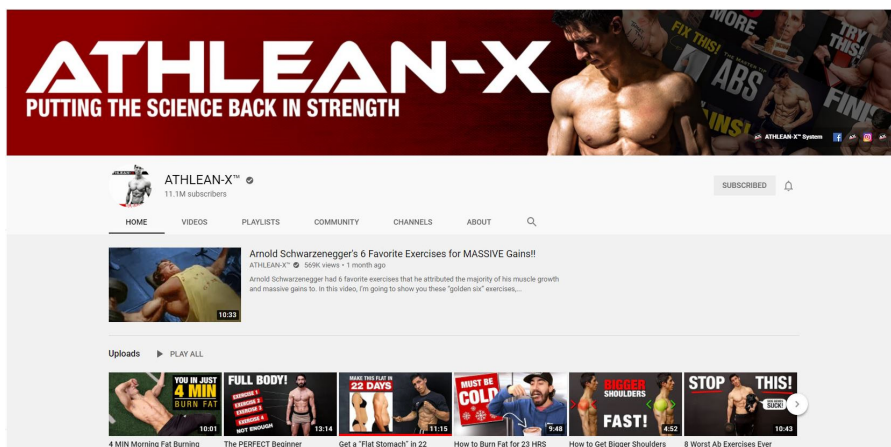 ATHLEAN-X
PUTTING THE SCIENCE BACK IN STRENGTH
MORE
FIX THIS!
TRY
THIS!
ABS
ATHLEAN-X™ System
ATHLEAN-X™
11.1M subscribers
SUBSCRIBED
HOME VIDEOS PLAYLISTS COMMUNITY CHANNELS ABOUT
Arnold Schwarzenegger's 6 Favorite Exercises for MASSIVE Gains!!
ATHLEAN-X™ 569K views • 1 month ago
Arnold Schwarzenegger had 6 favorite exercises that he attributed the majority of his muscle growth
and massive gains to. In this video, I'm going to show you these "golden six" exercises,...
10:33
Uploads PLAY ALL
YOU IN JUST
4 MIN
BURN FAT
10:01
FULL BODY!
EXERCISE 1
EXERCISE 2
EXERCISE 3
EXERCISE 4
NOT ENOUGH
13:14
MAKE THIS FLAT IN
22 DAYS
11:15
MUST BE
COLD
9:48
BIGGER
SHOULDERS
FAST!
4:52
STOP THIS!
SUCK!
10:43
4 MIN Morning Fat Burning
The PERFECT Beginner
Get a "Flat Stomach" in 22
How to Burn Fat for 23 HRS
How to Get Bigger Shoulders
8 Worst Ab Exercises Ever